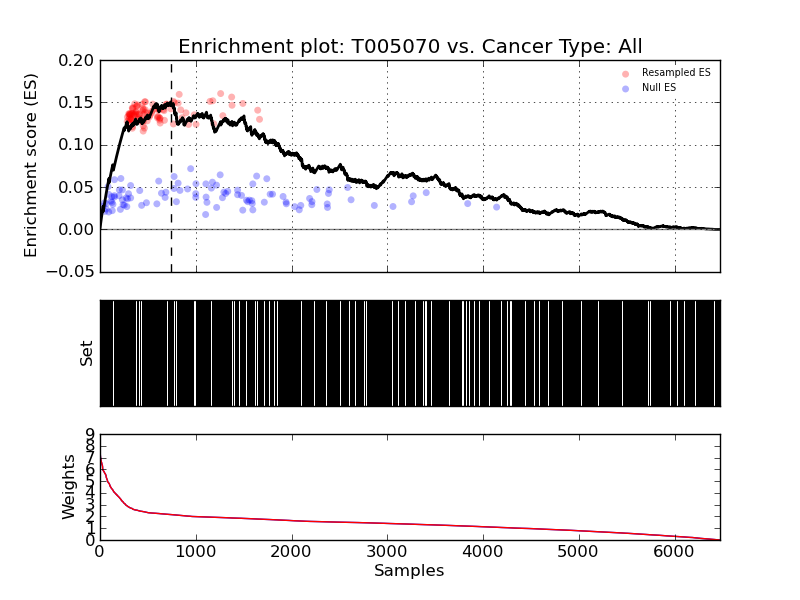 Enrichment plot: T005070 vs. Cancer Type: All
0.20
0.15
0.10
0.05
0.00
−0.05
Enrichment score (ES)
Resampled ES
Null ES
Set
9
8
7
6
5
4
3
2
1
0
Weights
0 1000 2000 3000 4000 5000 6000
Samples